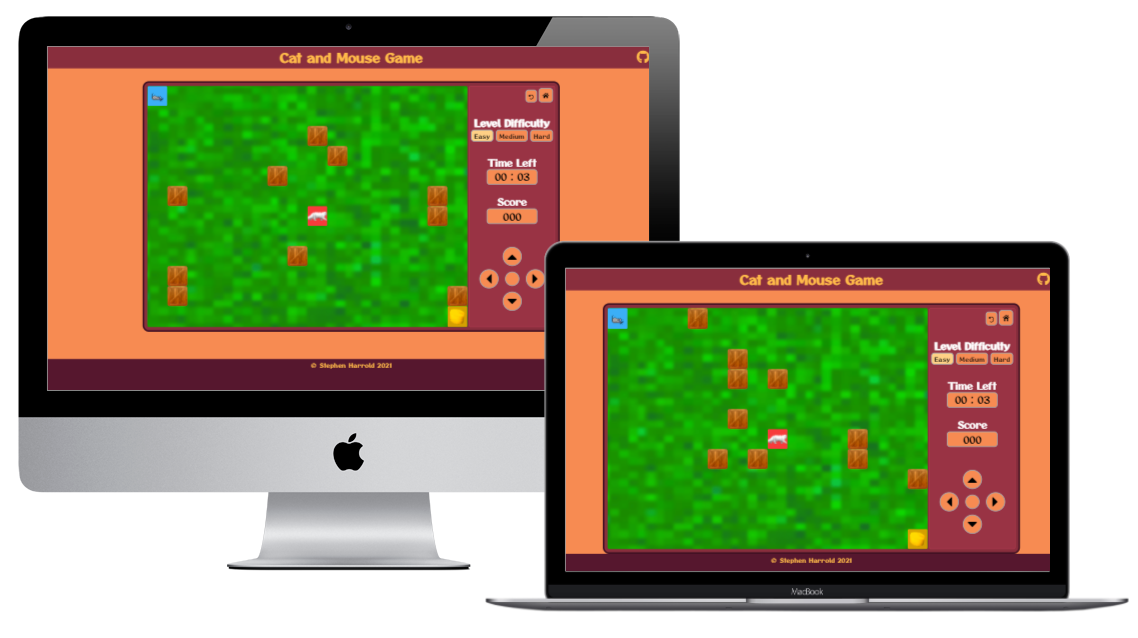 Cat and Mouse Game
Level Difficulty
Easy Medium Hard
Time Left
00 : 03
Score
000
© Stephen Harrold 2021
Cat and Mouse Game
Level Difficulty
Easy Medium Hard
Time Left
00 : 03
Score
000
© Stephen Harrold 2021
MacBook